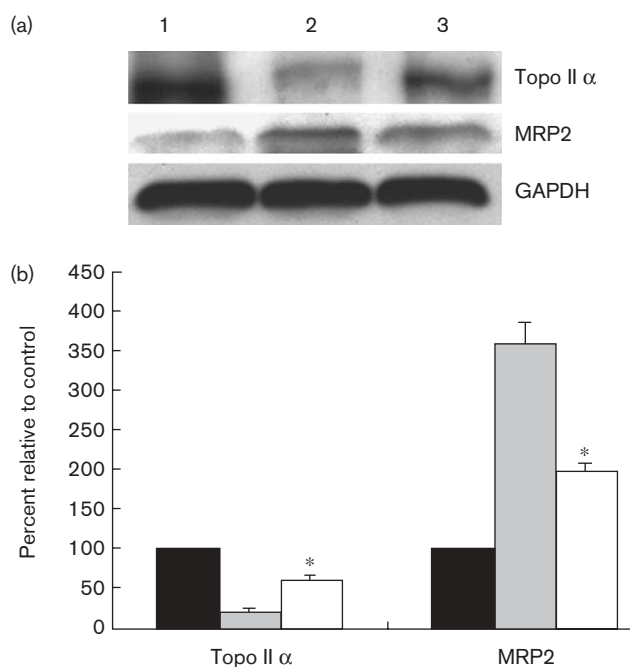 (a)
1 2 3
Topo II α
MRP2
GAPDH
(b)
Percent relative to control
450
400
350
300
250
200
150
100
50
0
*
*
Topo II α MRP2